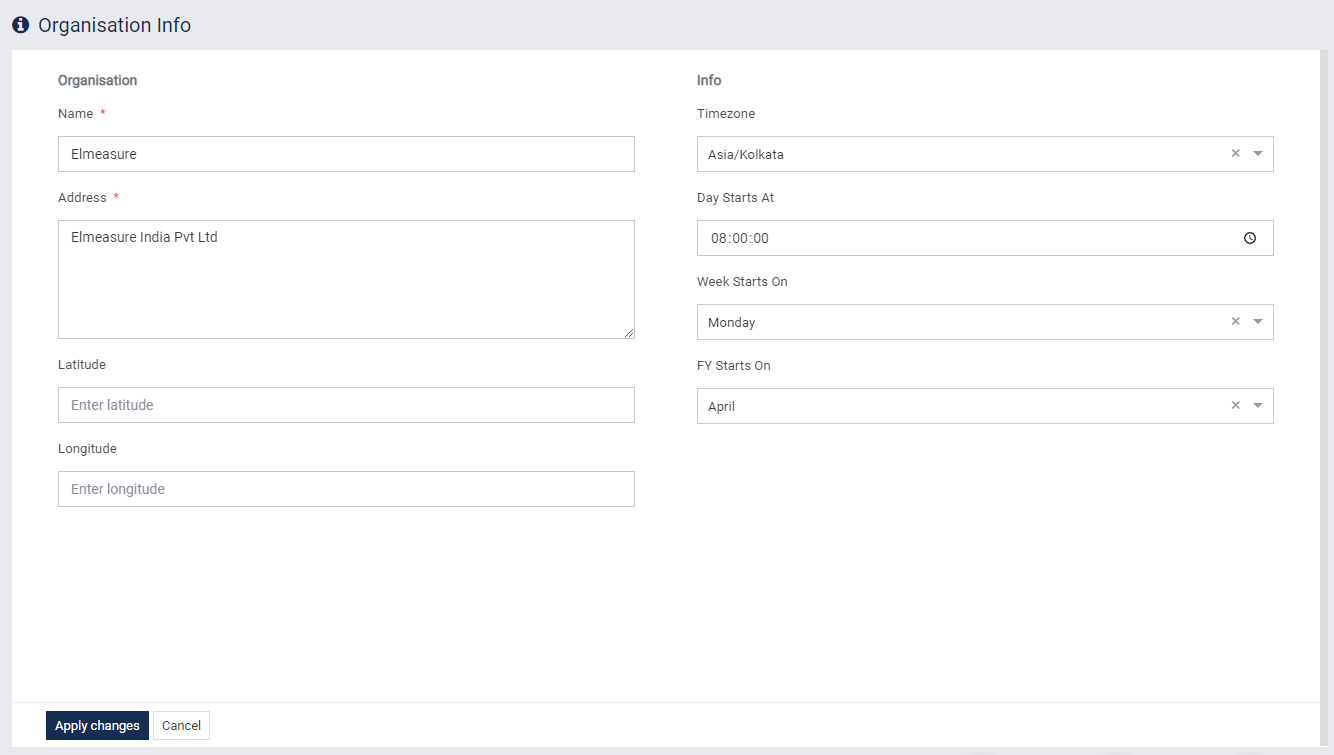 Organisation Info
Organisation
Name *
Elmeasure
Address *
Elmeasure India Pvt Ltd
Latitude
Enter latitude
Longitude
Enter longitude
Info
Timezone
Asia/Kolkata
Day Starts At
08:00:00
Week Starts On
Monday
FY Starts On
April
Apply changes
Cancel